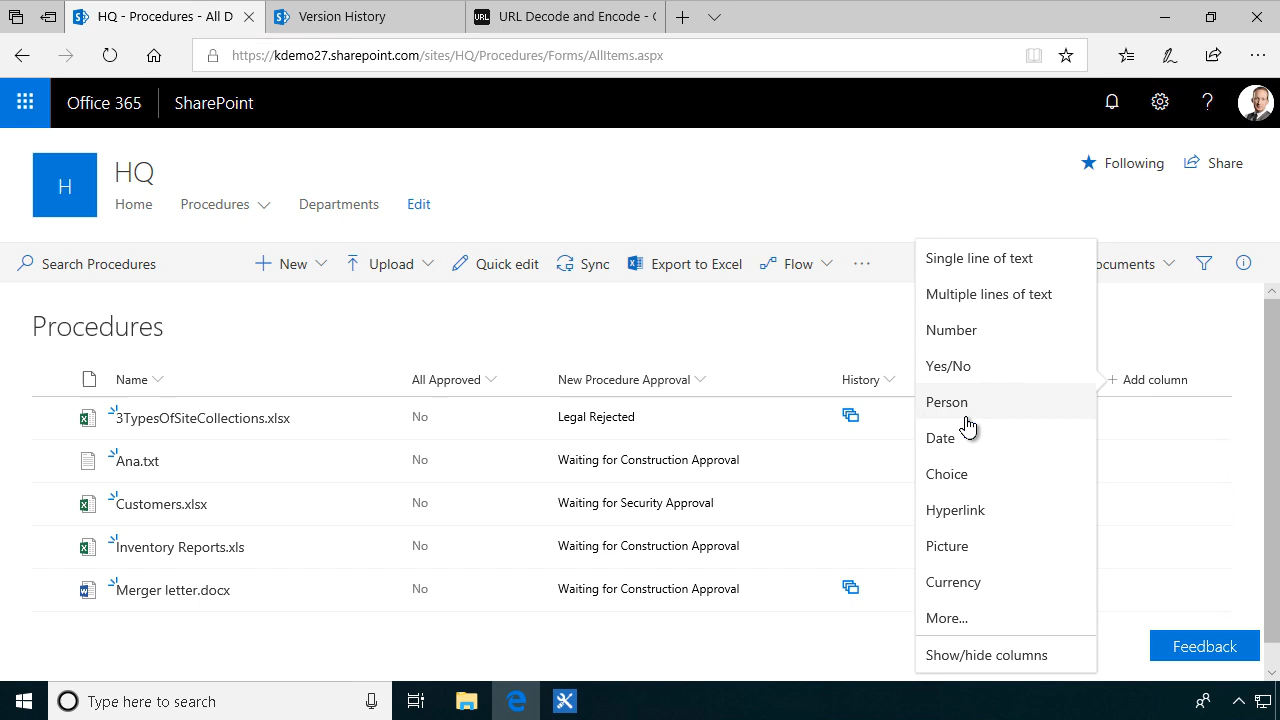 HQ - Procedures - All D
Version History
URL Decode and Encode - (
https://kdemo27.sharepoint.com/sites/HQ/Procedures/Forms/AllItems.aspx
Office 365 SharePoint
H
HQ
Home Procedures Departments Edit
Following Share
Search Procedures New Upload Quick edit Sync Export to Excel Flow ocuments
Procedures
Name All Approved New Procedure Approval History Add column
3TypesOfSiteCollections.xlsx No Legal Rejected
Ana.txt No Waiting for Construction Approval
Customers.xlsx No Waiting for Security Approval
Inventory Reports.xls No Waiting for Construction Approval
Merger letter.docx No Waiting for Construction Approval
Single line of text
Multiple lines of text
Number
Yes/No
Person
Date
Choice
Hyperlink
Picture
Currency
More...
Show/hide columns
Feedback
Type here to search